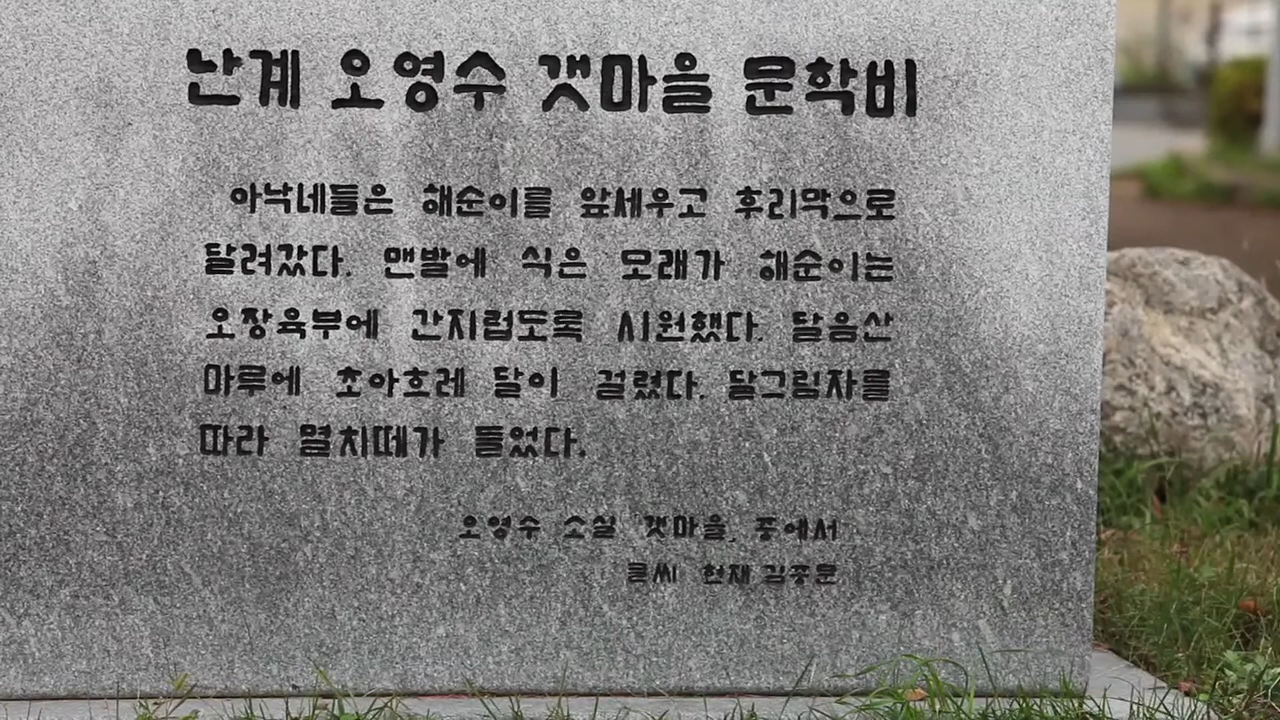 난계 오영수 갯마을 문학비
아낙네들은 해순이를 앞세우고 후리막으로
달려갔다. 맨발에 식은 모래가 해순이는
오장육부에 간지럽도록 시원했다. 달음산
마루에 초아흐레 달이 걸렸다. 달그림자를
따라 멸치떼가 들었다.
오영수 소설 갯마을, 중에서
글씨 현재 김종문